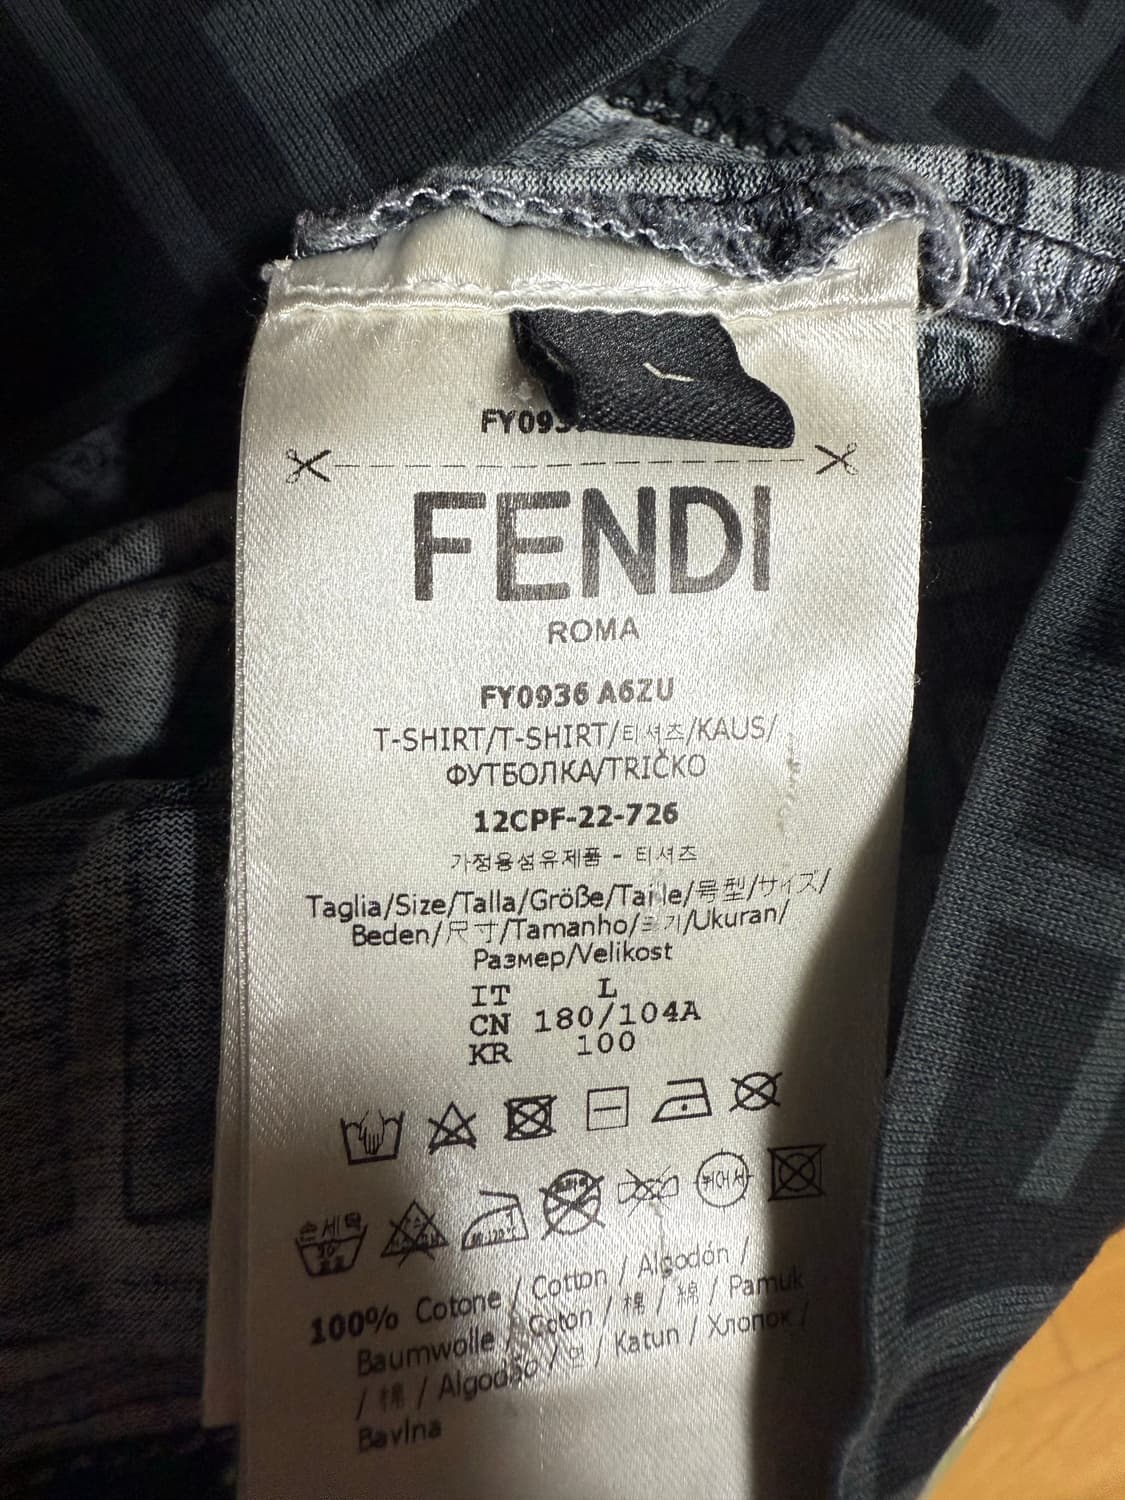 FY093
FENDI
ROMA
FY0936 A6ZU
T-SHIRT/T-SHIRT/티셔츠/KAUS/
ФУТБОЛКА/TRIČKO
12CPF-22-726
가정용섬유제품 - 티셔츠
Taglia/Size/Talla/Größe/Taille/号型/サイズ/
Beden/尺寸/Tamanho/크기/Ukuran/
Размер/Velikost
IT L
CN 180/104A
KR 100
손세탁
100% Cotone / Cotton / Algodón /
Baumwolle / Coton / 棉 / 綿 / Pamuk
/ 棉 / Algodão / 면 / Katun / Хлопок /
Bavlna